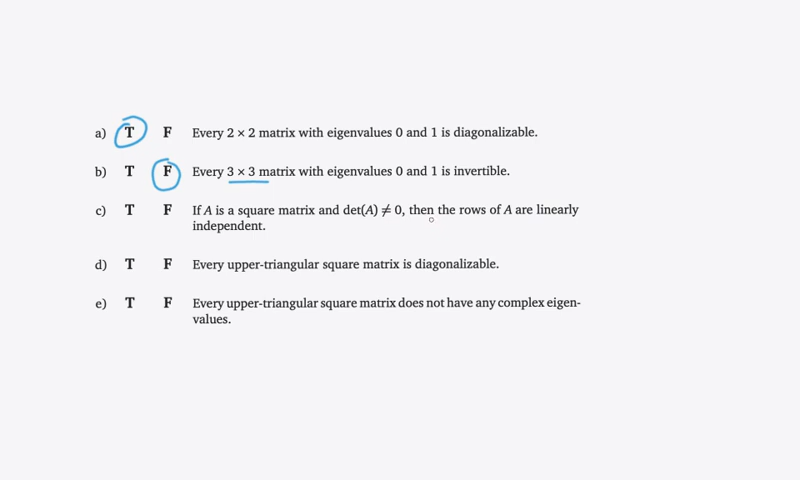 a) T F Every 2 × 2 matrix with eigenvalues 0 and 1 is diagonalizable.
b) T F Every 3 × 3 matrix with eigenvalues 0 and 1 is invertible.
c) T F If A is a square matrix and det(A) ≠ 0, then the rows of A are linearly
independent.
d) T F Every upper-triangular square matrix is diagonalizable.
e) T F Every upper-triangular square matrix does not have any complex eigen-
values.